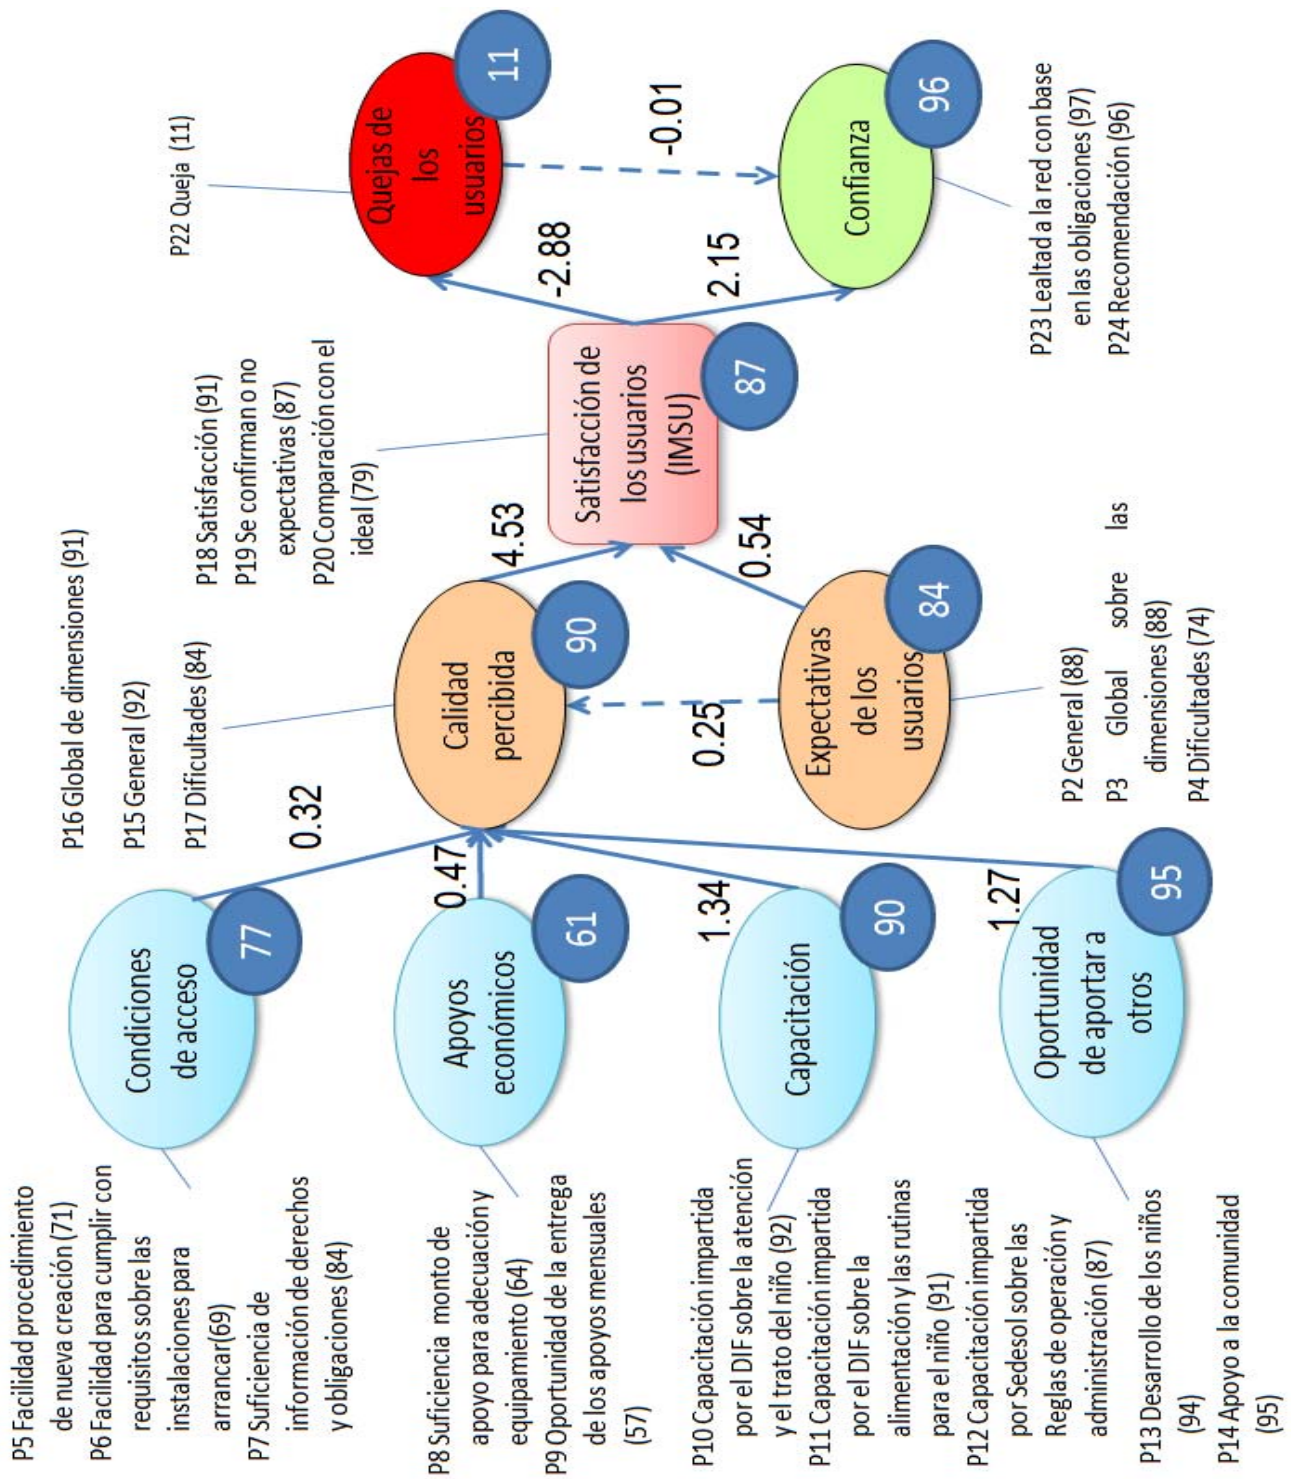 P5 Facilidad procedimiento
de nueva creación (71)
P6 Facilidad para cumplir con
requisitos sobre las
instalaciones para
arrancar(69)
P7 Suficiencia de
información de derechos
y obligaciones (84)
P8 Suficiencia monto de
apoyo para adecuación y
equipamiento (64)
P9 Oportunidad de la entrega
de los apoyos mensuales
(57)
P10 Capacitación impartida
por el DIF sobre la atención
y el trato del niño (92)
P11 Capacitación impartida
por el DIF sobre la
alimentación y las rutinas
para el niño (91)
P12 Capacitación impartida
por Sedesol sobre las
Reglas de operación y
administración (87)
P13 Desarrollo de los niños
(94)
P14 Apoyo a la comunidad
(95)
Condiciones
de acceso
77
Apoyos
económicos
61
Capacitación
90
Oportunidad
de aportar a
otros
95
0.32
0.47
1.34
1.27
P16 Global de dimensiones (91)
P15 General (92)
P17 Dificultades (84)
Calidad
percibida
90
0.25
Expectativas
de los
usuarios
84
P2 General (88)
P3 Global sobre las
dimensiones (88)
P4 Dificultades (74)
4.53
0.54
P18 Satisfacción (91)
P19 Se confirman o no
expectativas (87)
P20 Comparación con el
ideal (79)
Satisfacción de
los usuarios
(IMSU)
87
-2.88
2.15
P22 Queja (11)
Quejas de
los
usuarios
11
-0.01
Confianza
96
P23 Lealtad a la red con base
en las obligaciones (97)
P24 Recomendación (96)